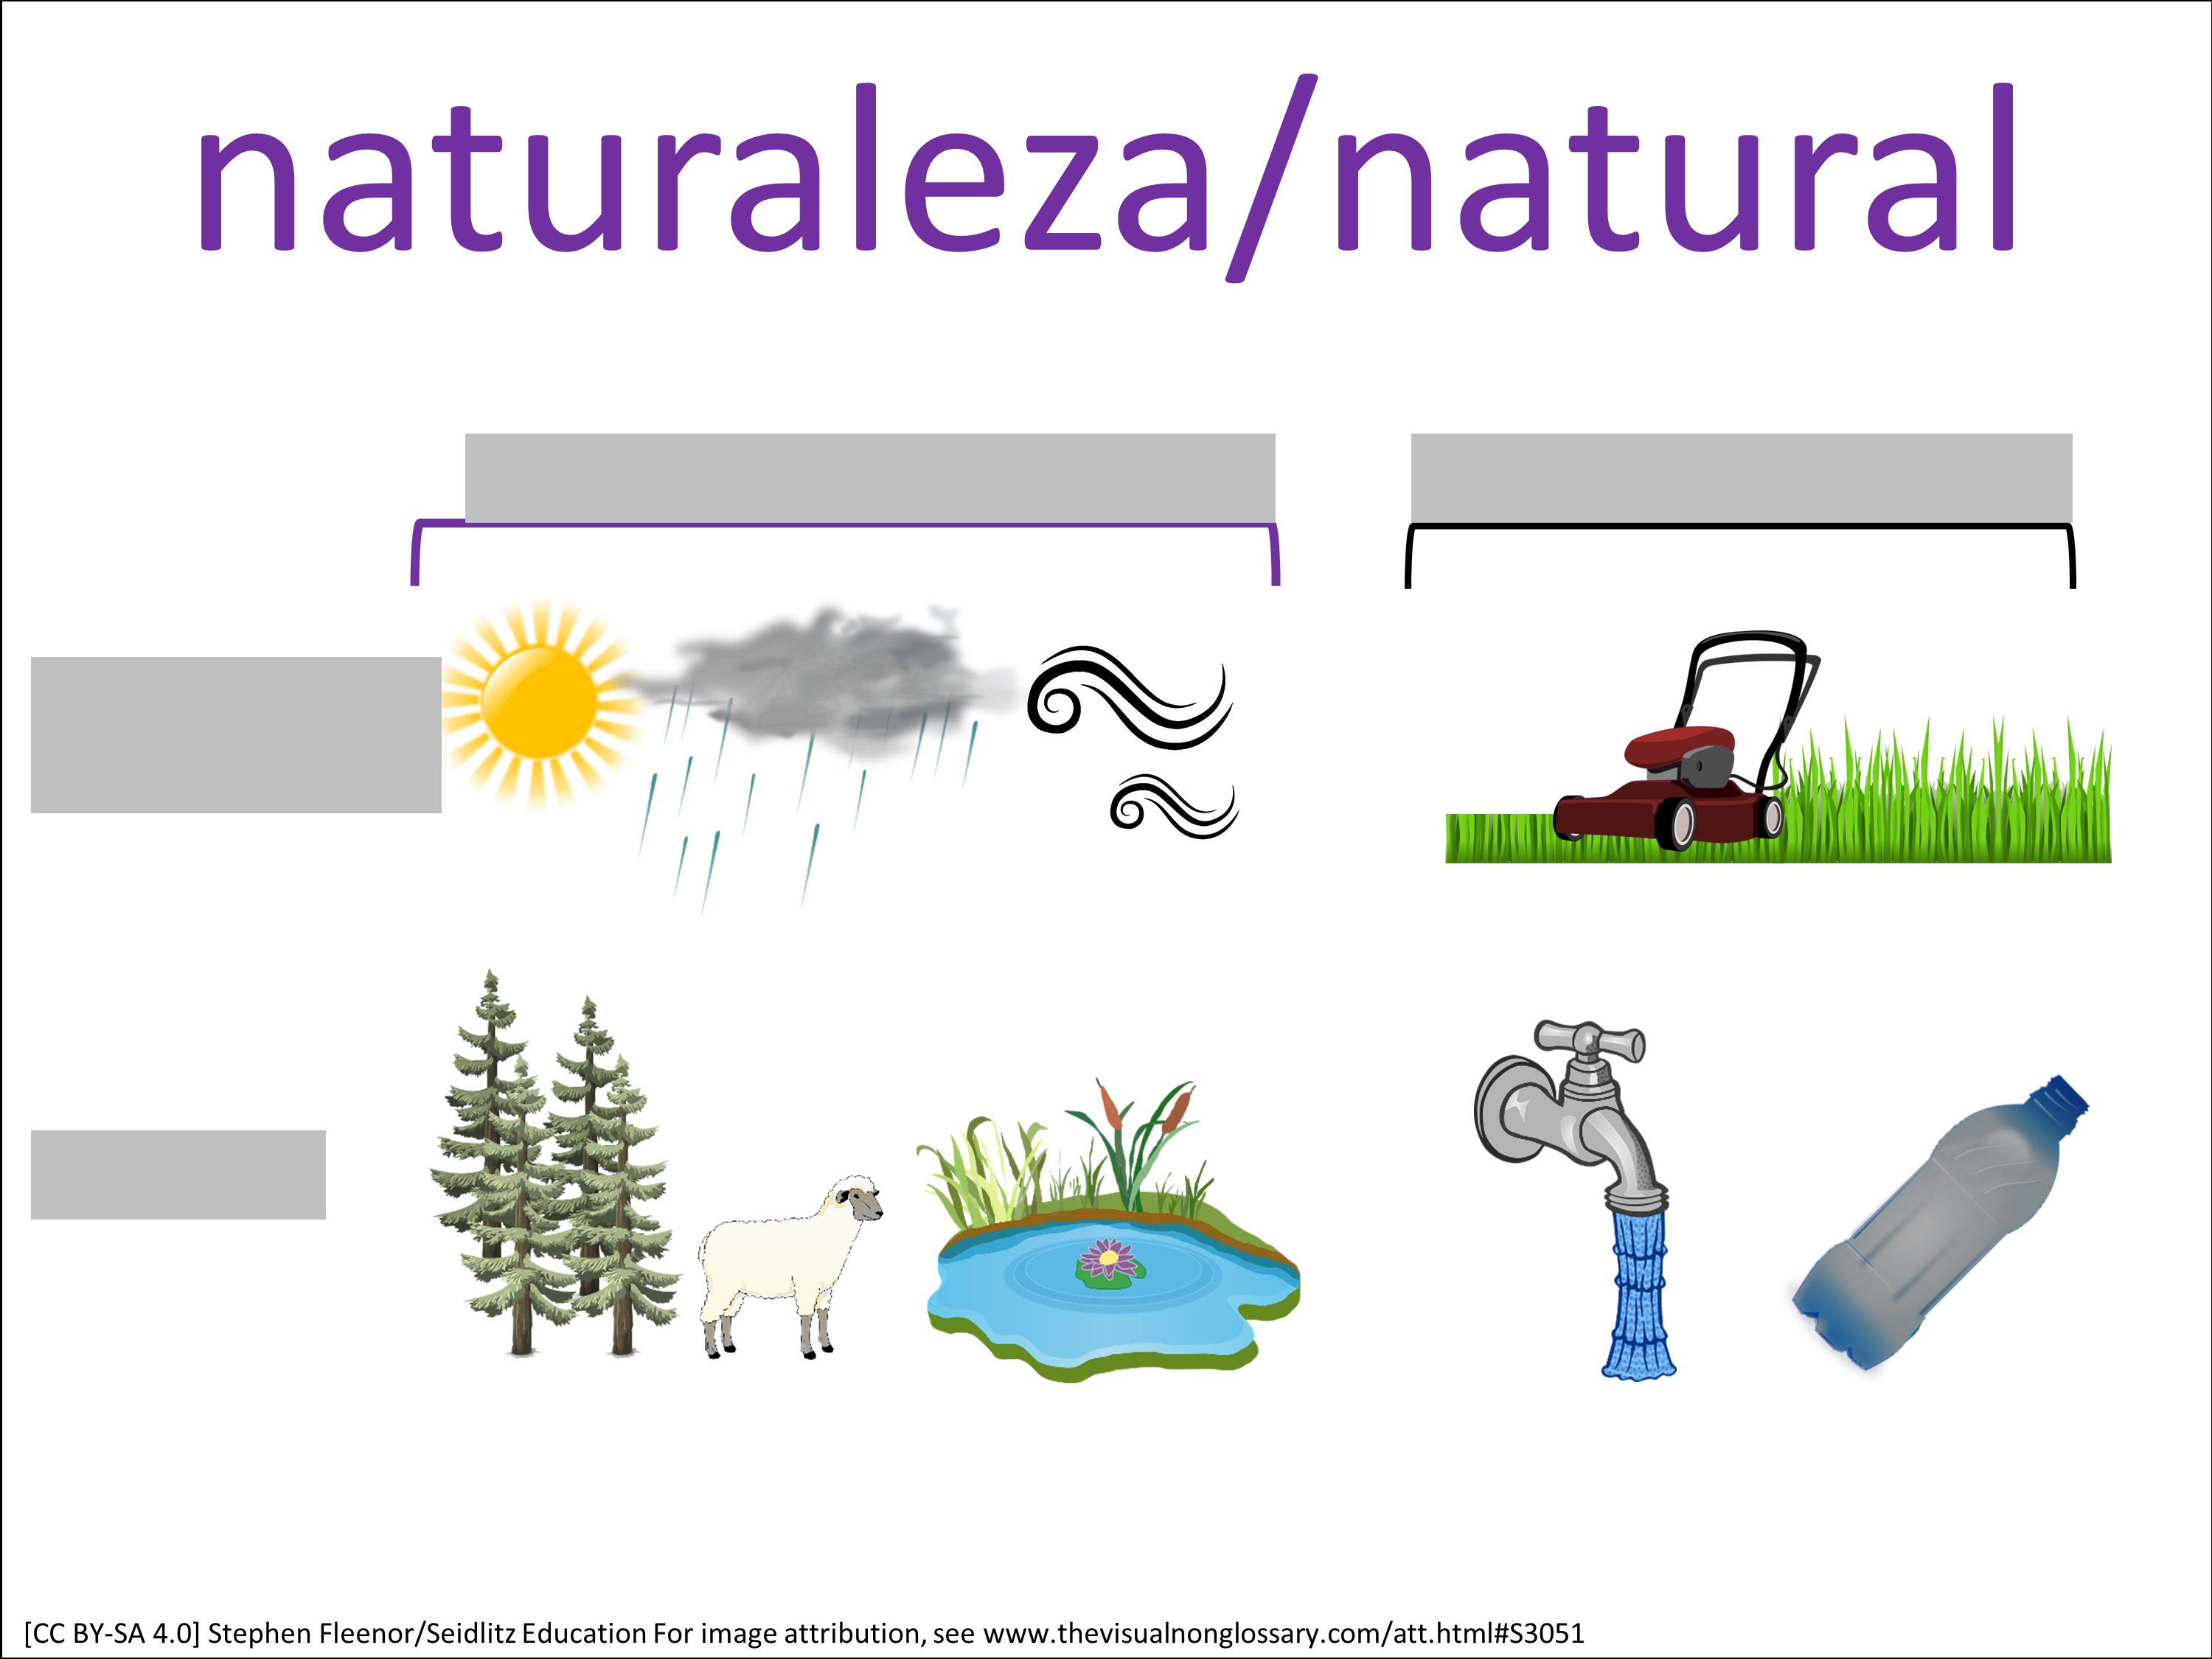 naturaleza/natural
[CC BY-SA 4.0] Stephen Fleenor/Seidlitz Education For image attribution, see www.thevisualnonglossary.com/att.html#S3051